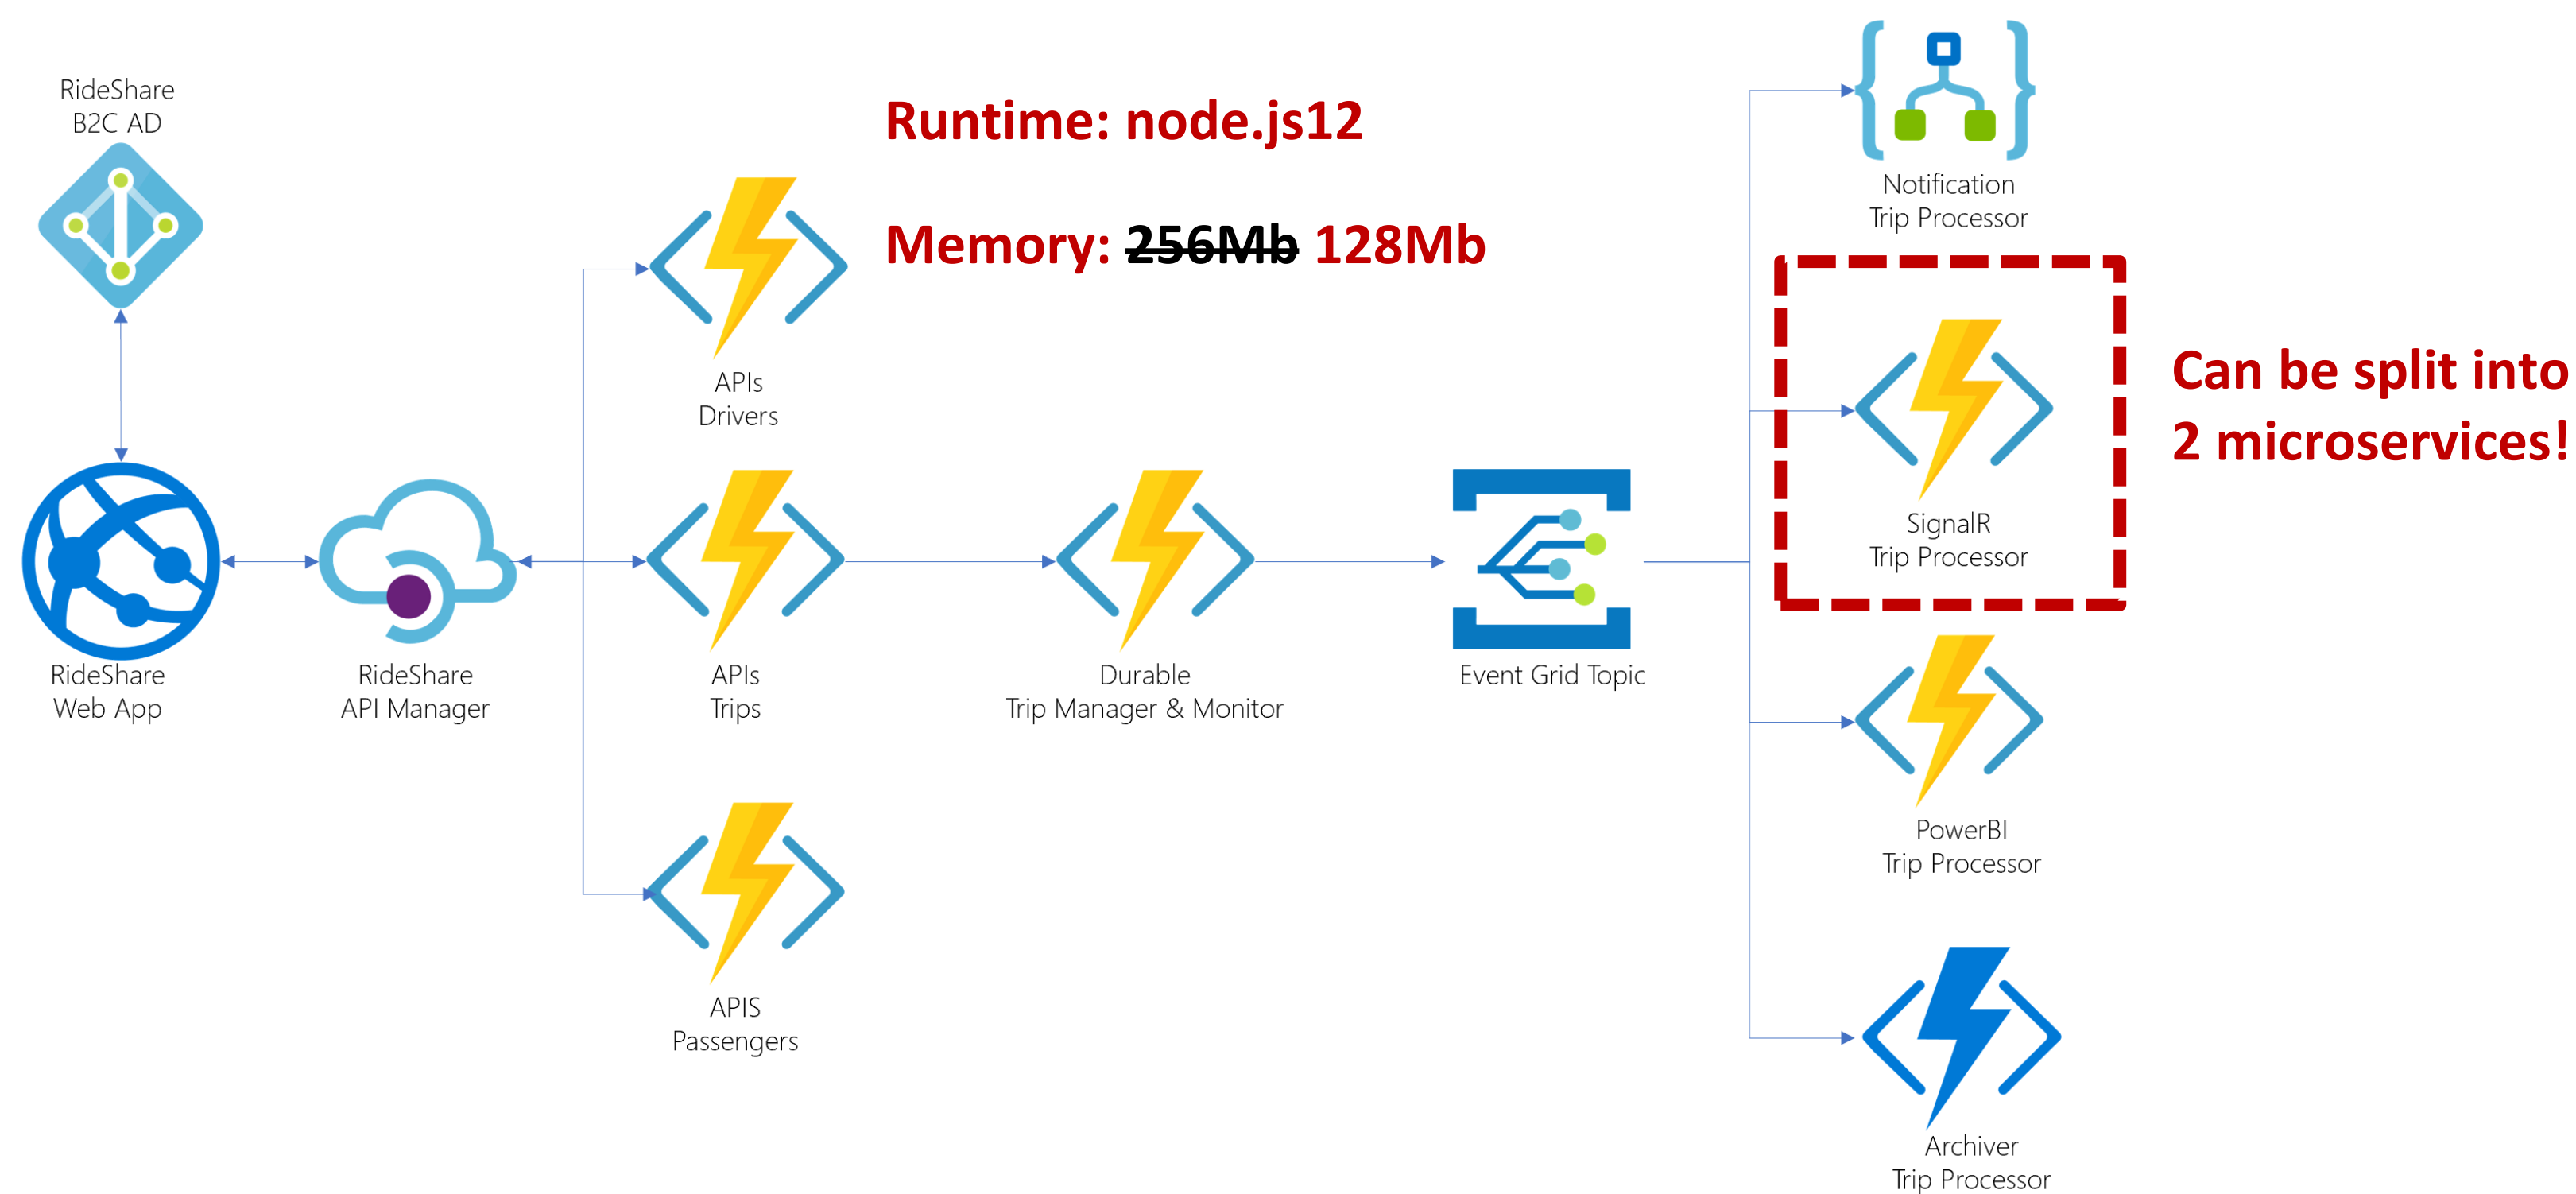 RideShare
B2C AD
RideShare
Web App
RideShare
API Manager
Runtime: node.js12
Memory: 256Mb 128Mb
APIs
Drivers
APIs
Trips
APIS
Passengers
Durable
Trip Manager & Monitor
Event Grid Topic
Notification
Trip Processor
SignalR
Trip Processor
Can be split into
2 microservices!
PowerBI
Trip Processor
Archiver
Trip Processor